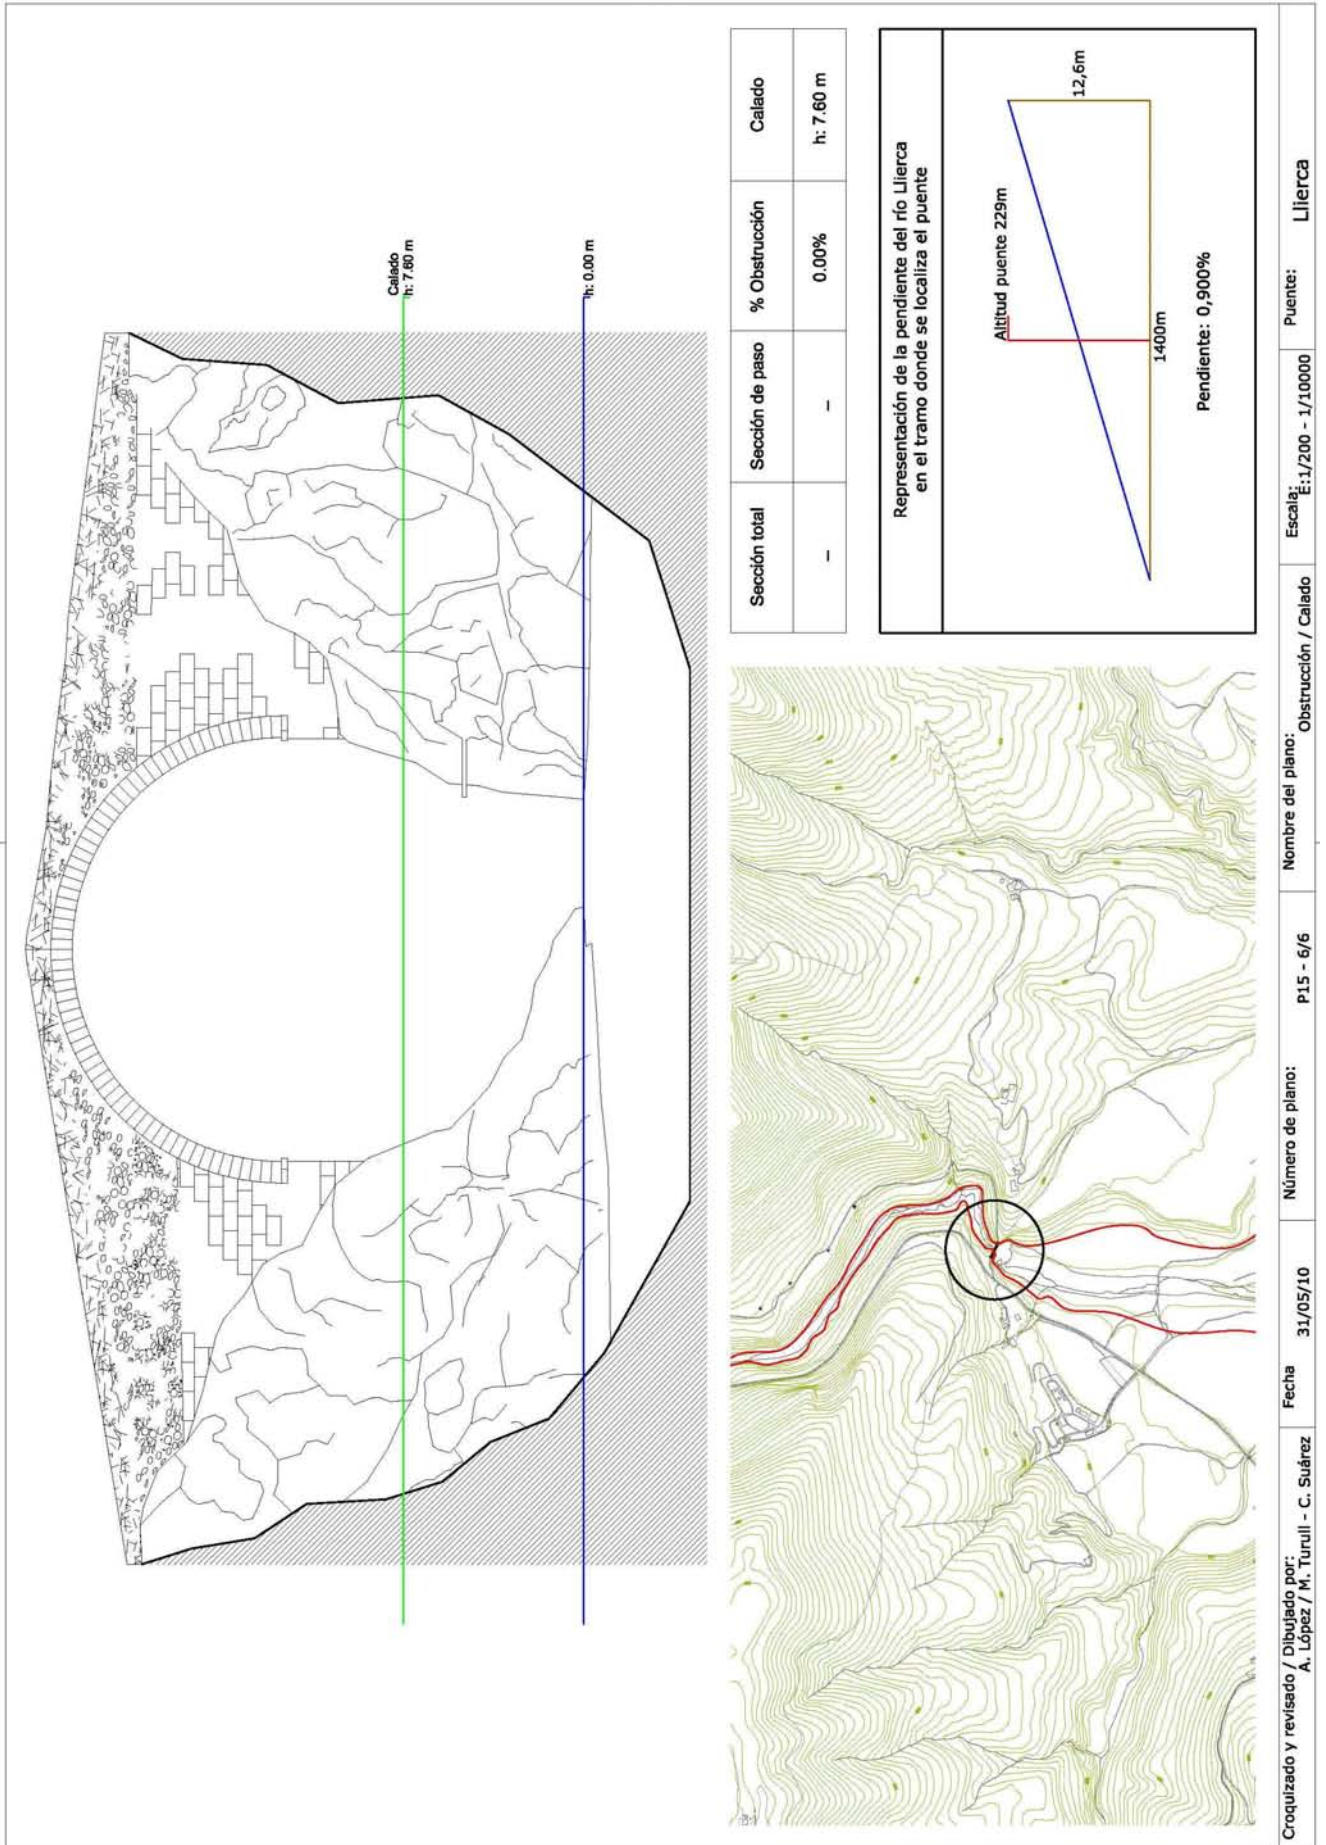 Calado
h: 7.60 m
h: 0.00 m
Sección total
Sección de paso
% Obstrucción
Calado
–
–
0.00%
h: 7.60 m
Representación de la pendiente del río Llierca
en el tramo donde se localiza el puente
Altitud puente 229m
12,6m
1400m
Pendiente: 0,900%
Croquizado y revisado / Dibujado por:
A. López / M. Turull - C. Suárez
Fecha
31/05/10
Número de plano:
P15 - 6/6
Nombre del plano:
Obstrucción / Calado
Escala:
E:1/200 - 1/10000
Puente:
Llierca